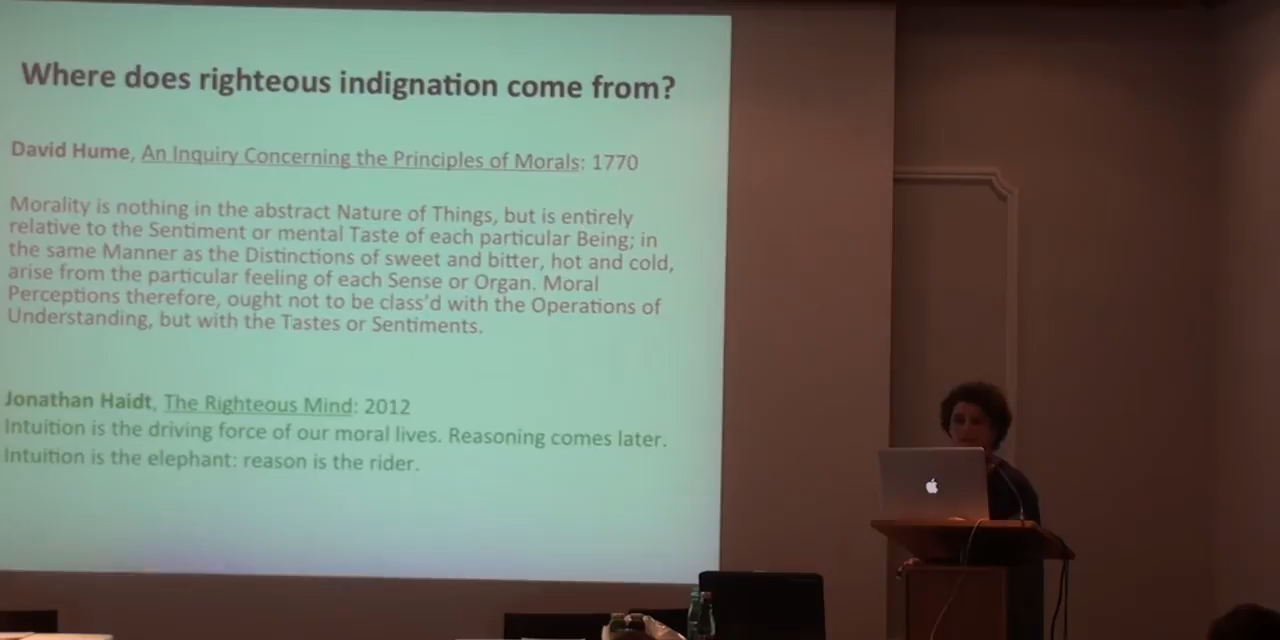 Where does righteous indignation come from?
David Hume, An Inquiry Concerning the Principles of Morals: 1770
Morality is nothing in the abstract Nature of Things, but is entirely
relative to the Sentiment or mental Taste of each particular Being; in
the same Manner as the Distinctions of sweet and bitter, hot and cold,
arise from the particular feeling of each Sense or Organ. Moral
Perceptions therefore, ought not to be class'd with the Operations of
Understanding, but with the Tastes or Sentiments.
Jonathan Haidt, The Righteous Mind: 2012
Intuition is the driving force of our moral lives. Reasoning comes later.
Intuition is the elephant: reason is the rider.